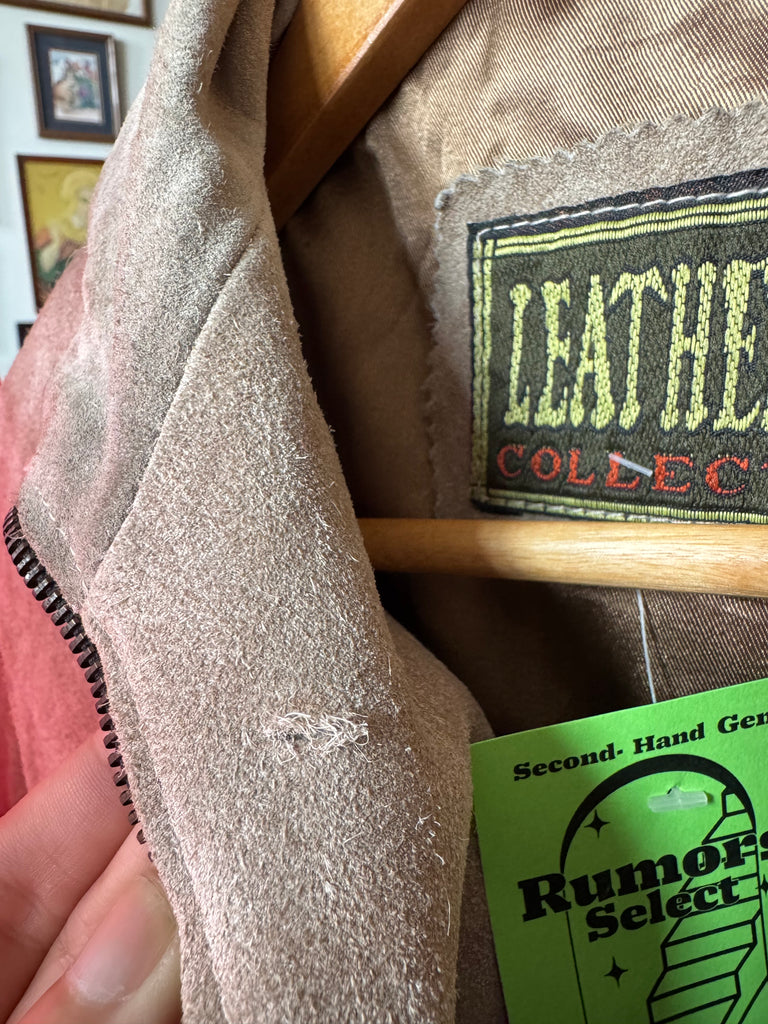 LEATHE
COLLEC
Second- Hand Gen
Rumors
Select